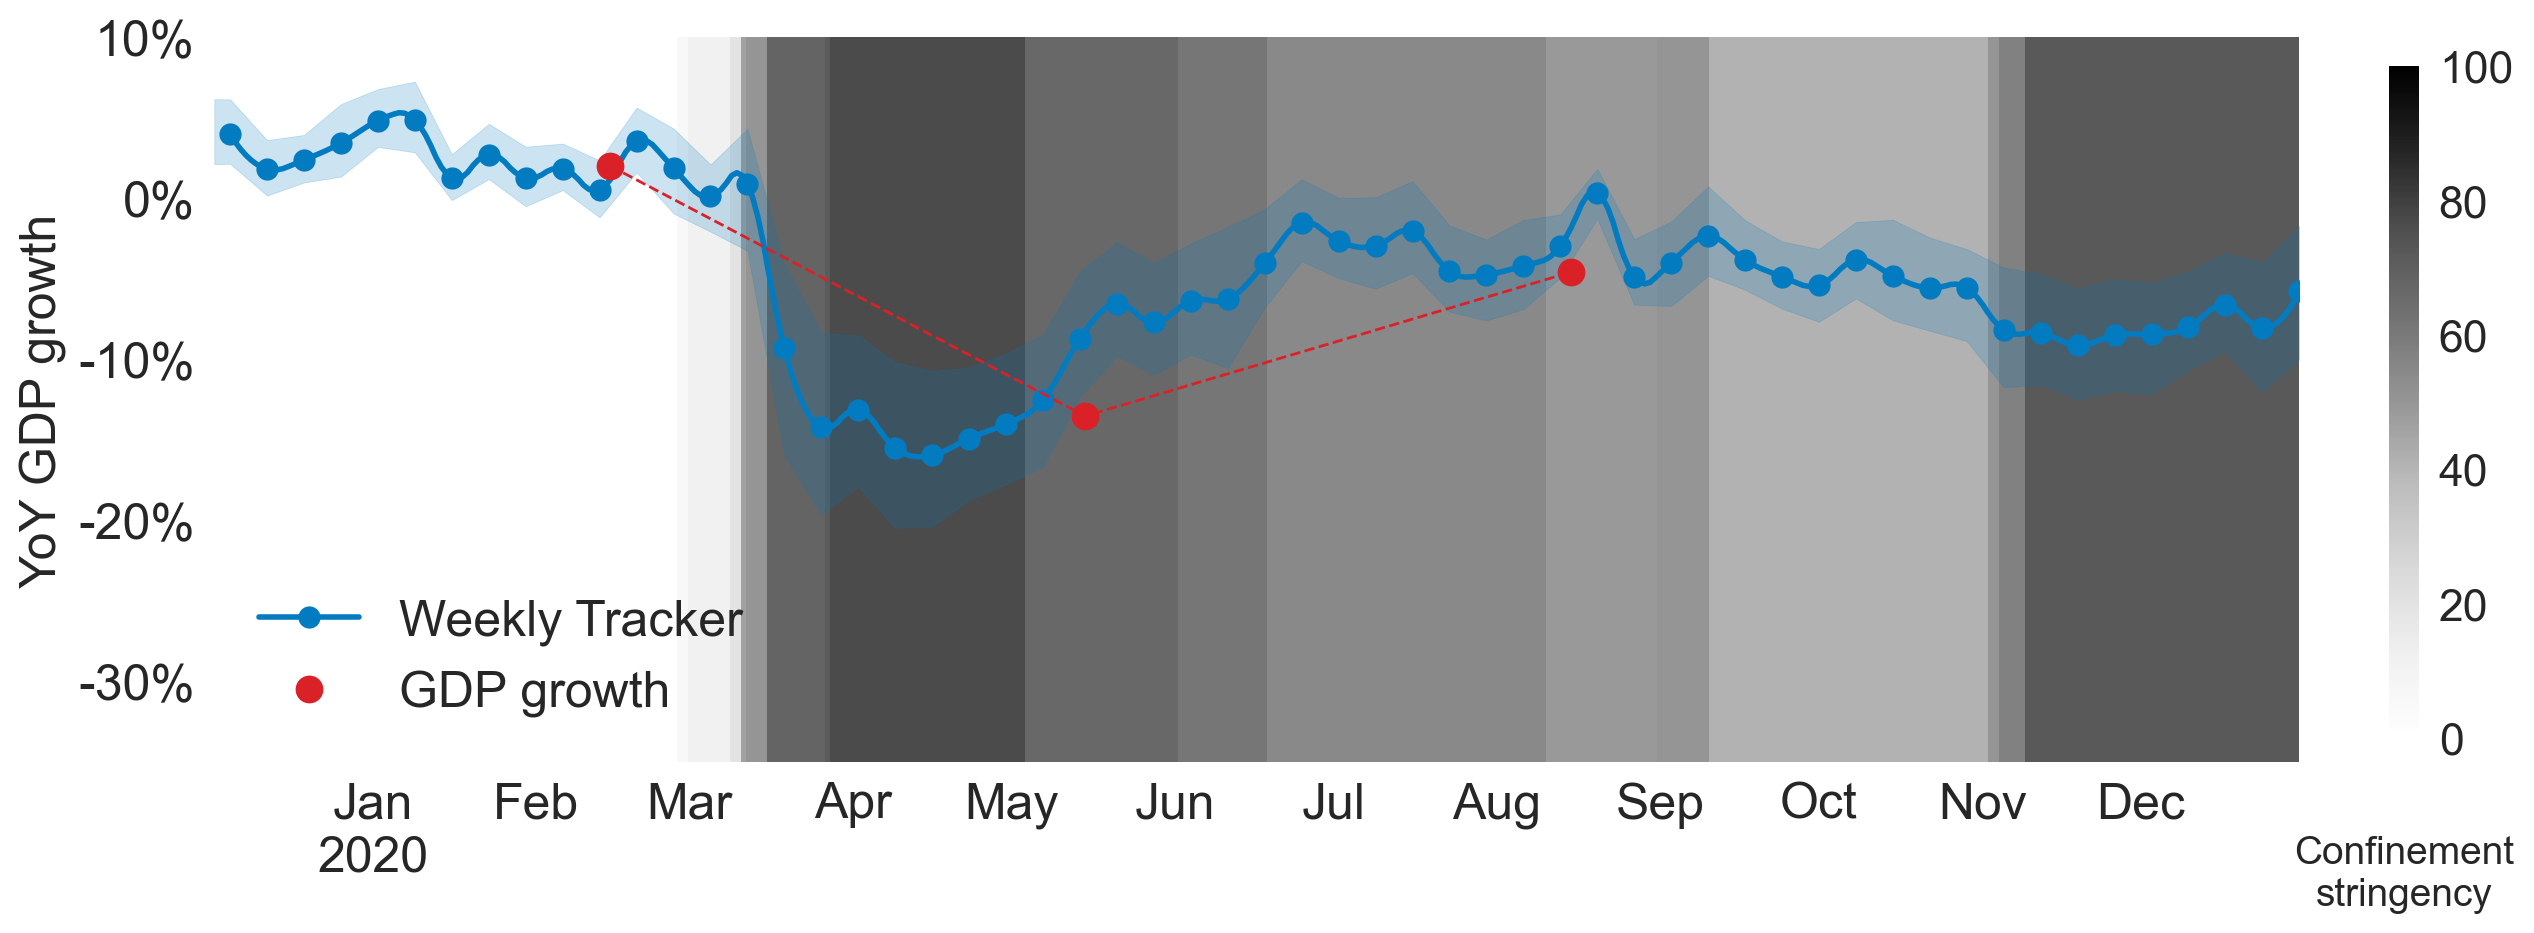 10%
0%
-10%
-20%
-30%
YoY GDP growth
Weekly Tracker
GDP growth
Jan
2020
Feb
Mar
Apr
May
Jun
Jul
Aug
Sep
Oct
Nov
Dec
100
80
60
40
20
0
Confinement
stringency